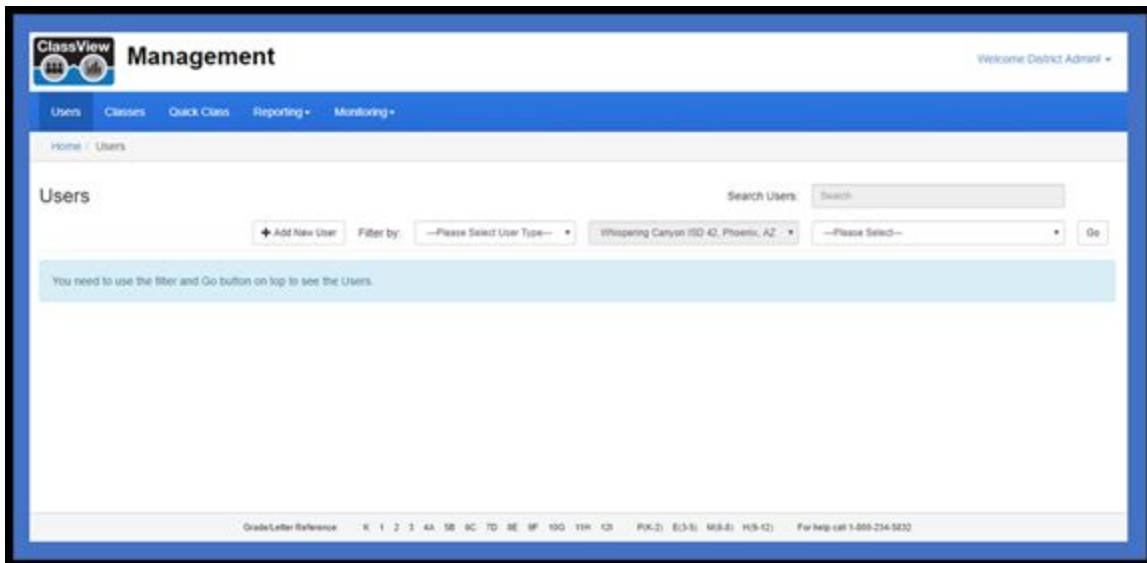 ClassView
Management
Welcome District Admin!
Users Classes Quick Class Reporting Monitoring
Home / Users
Users
Search Users: Search
+ Add New User Filter by: ---Please Select User Type--- Whispering Canyon ISD 42, Phoenix, AZ ---Please Select--- Go
You need to use the filter and Go button on top to see the Users.
Grade/Letter Reference K 1 2 3 4A 5B 6C 7D 8E 9F 10G 11H 12I P(K-2) E(3-5) M(6-8) H(9-12) For help call 1-800-234-5832